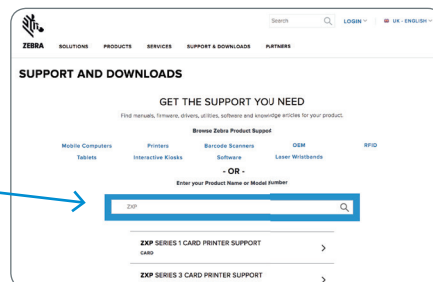 Search LOGIN UK - ENGLISH
ZEBRA SOLUTIONS PRODUCTS SERVICES SUPPORT & DOWNLOADS PARTNERS
SUPPORT AND DOWNLOADS
GET THE SUPPORT YOU NEED
Find manuals, firmware, drivers, utilities, software and knowledge articles for your product.
Browse Zebra Product Support
Mobile Computers Printers Barcode Scanners OEM RFID
Tablets Interactive Kiosks Software Laser Wristbands
- OR -
Enter your Product Name or Model Number
ZXP
ZXP SERIES 1 CARD PRINTER SUPPORT
CARD
ZXP SERIES 3 CARD PRINTER SUPPORT